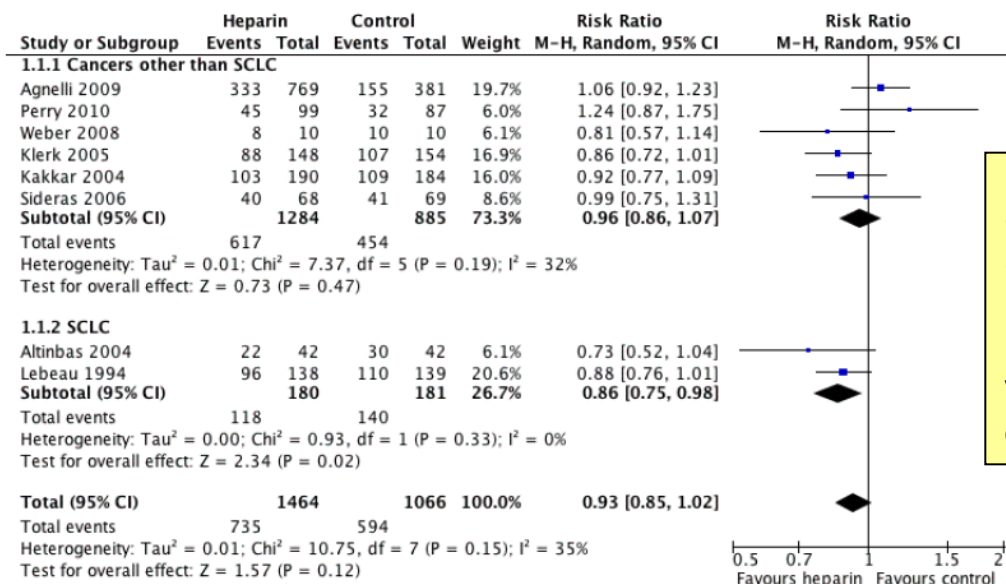 Heparin Control Risk Ratio Risk Ratio
Study or Subgroup Events Total Events Total Weight M-H, Random, 95% CI M-H, Random, 95% CI
1.1.1 Cancers other than SCLC
Agnelli 2009 333 769 155 381 19.7% 1.06 [0.92, 1.23]
Perry 2010 45 99 32 87 6.0% 1.24 [0.87, 1.75]
Weber 2008 8 10 10 10 6.1% 0.81 [0.57, 1.14]
Klerk 2005 88 148 107 154 16.9% 0.86 [0.72, 1.01]
Kakkar 2004 103 190 109 184 16.0% 0.92 [0.77, 1.09]
Sideras 2006 40 68 41 69 8.6% 0.99 [0.75, 1.31]
Subtotal (95% CI) 1284 885 73.3% 0.96 [0.86, 1.07]
Total events 617 454
Heterogeneity: Tau² = 0.01; Chi² = 7.37, df = 5 (P = 0.19); I² = 32%
Test for overall effect: Z = 0.73 (P = 0.47)
1.1.2 SCLC
Altinbas 2004 22 42 30 42 6.1% 0.73 [0.52, 1.04]
Lebeau 1994 96 138 110 139 20.6% 0.88 [0.76, 1.01]
Subtotal (95% CI) 180 181 26.7% 0.86 [0.75, 0.98]
Total events 118 140
Heterogeneity: Tau² = 0.00; Chi² = 0.93, df = 1 (P = 0.33); I² = 0%
Test for overall effect: Z = 2.34 (P = 0.02)
Total (95% CI) 1464 1066 100.0% 0.93 [0.85, 1.02]
Total events 735 594
Heterogeneity: Tau² = 0.01; Chi² = 10.75, df = 7 (P = 0.15); I² = 35%
Test for overall effect: Z = 1.57 (P = 0.12)
0.5 0.7 1 1.5 2
Favours heparin Favours control